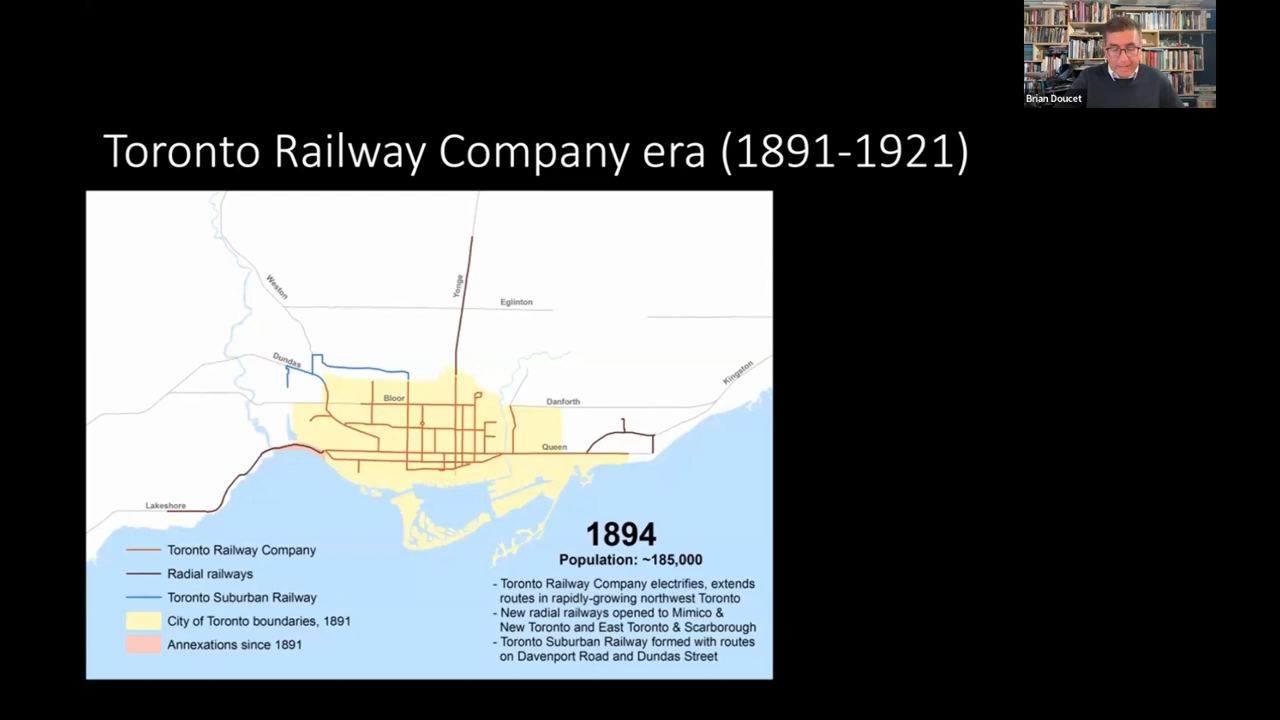 Brian Doucet
Toronto Railway Company era (1891-1921)
Weston
Yonge
Eglinton
Dundas
Kingston
Bloor
Danforth
Queen
Lakeshore
1894
Population: ~185,000
Toronto Railway Company
Radial railways
Toronto Suburban Railway
City of Toronto boundaries, 1891
Annexations since 1891
- Toronto Railway Company electrifies, extends
routes in rapidly-growing northwest Toronto
- New radial railways opened to Mimico &
New Toronto and East Toronto & Scarborough
- Toronto Suburban Railway formed with routes
on Davenport Road and Dundas Street